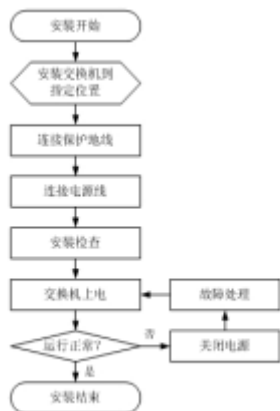 安装开始
安装交换机到
指定位置
连接保护地线
连接电源线
安装检查
交换机上电
故障处理
运行正常?
否
关闭电源
是
安装结束